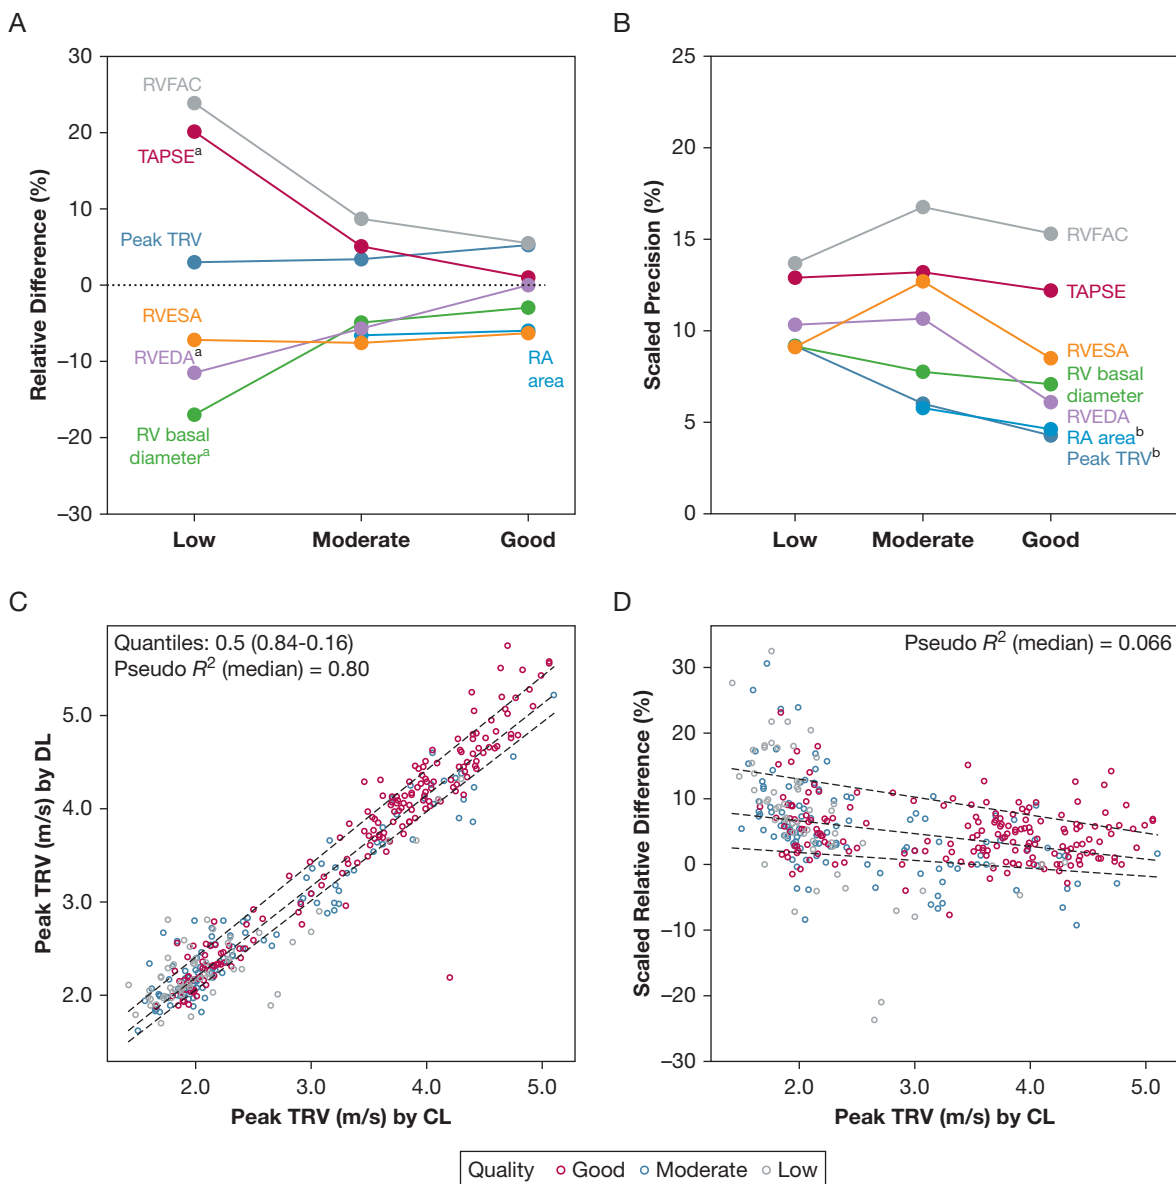 A
30
20
10
0
−10
−20
−30
Relative Difference (%)
RVFAC
TAPSEa
Peak TRV
RVESA
RVEDAa
RV basal
diametera
RA
area
Low
Moderate
Good
B
25
20
15
10
5
0
Scaled Precision (%)
RVFAC
TAPSE
RVESA
RV basal
diameter
RVEDA
RA areab
Peak TRVb
Low
Moderate
Good
C
Quantiles: 0.5 (0.84-0.16)
Pseudo R2 (median) = 0.80
5.0
4.0
3.0
2.0
Peak TRV (m/s) by DL
2.0
3.0
4.0
5.0
Peak TRV (m/s) by CL
D
Pseudo R2 (median) = 0.066
30
20
10
0
−10
−20
−30
Scaled Relative Difference (%)
2.0
3.0
4.0
5.0
Peak TRV (m/s) by CL
Quality Good Moderate Low